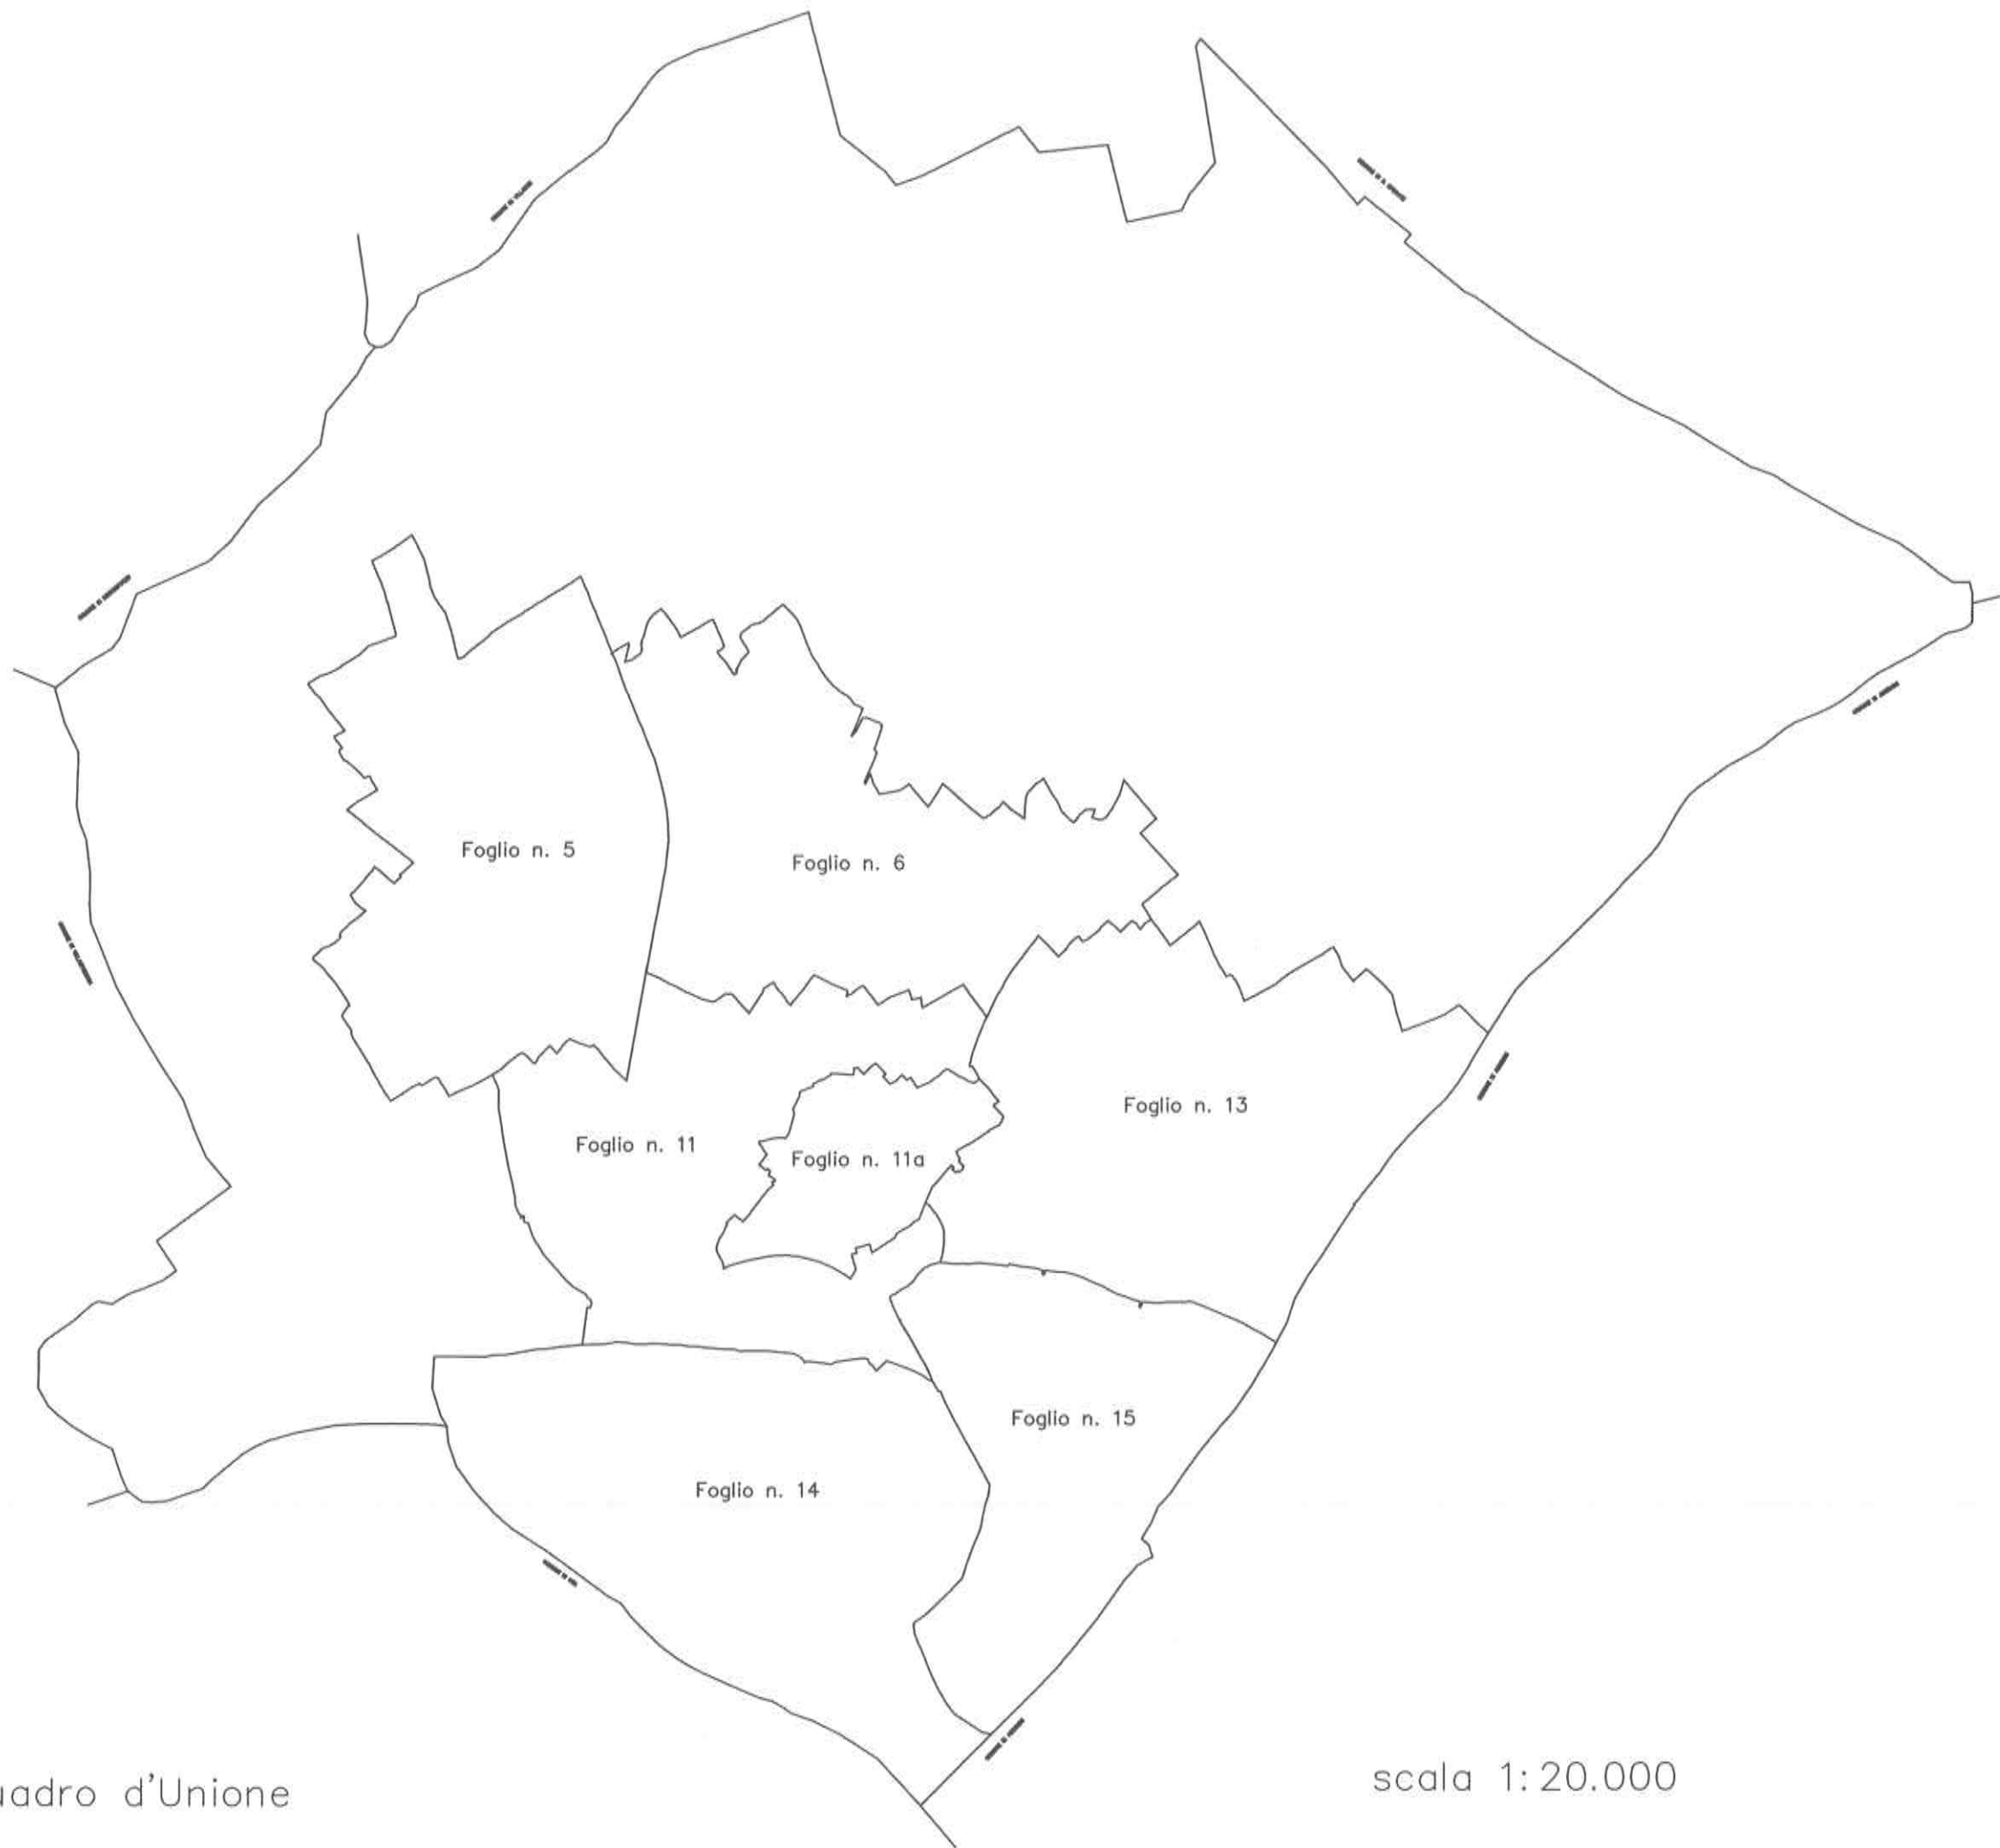 Foglio n. 5
Foglio n. 6
Foglio n. 13
Foglio n. 11
Foglio n. 11a
Foglio n. 15
Foglio n. 14
scala 1:20.000
uadro d'Unione